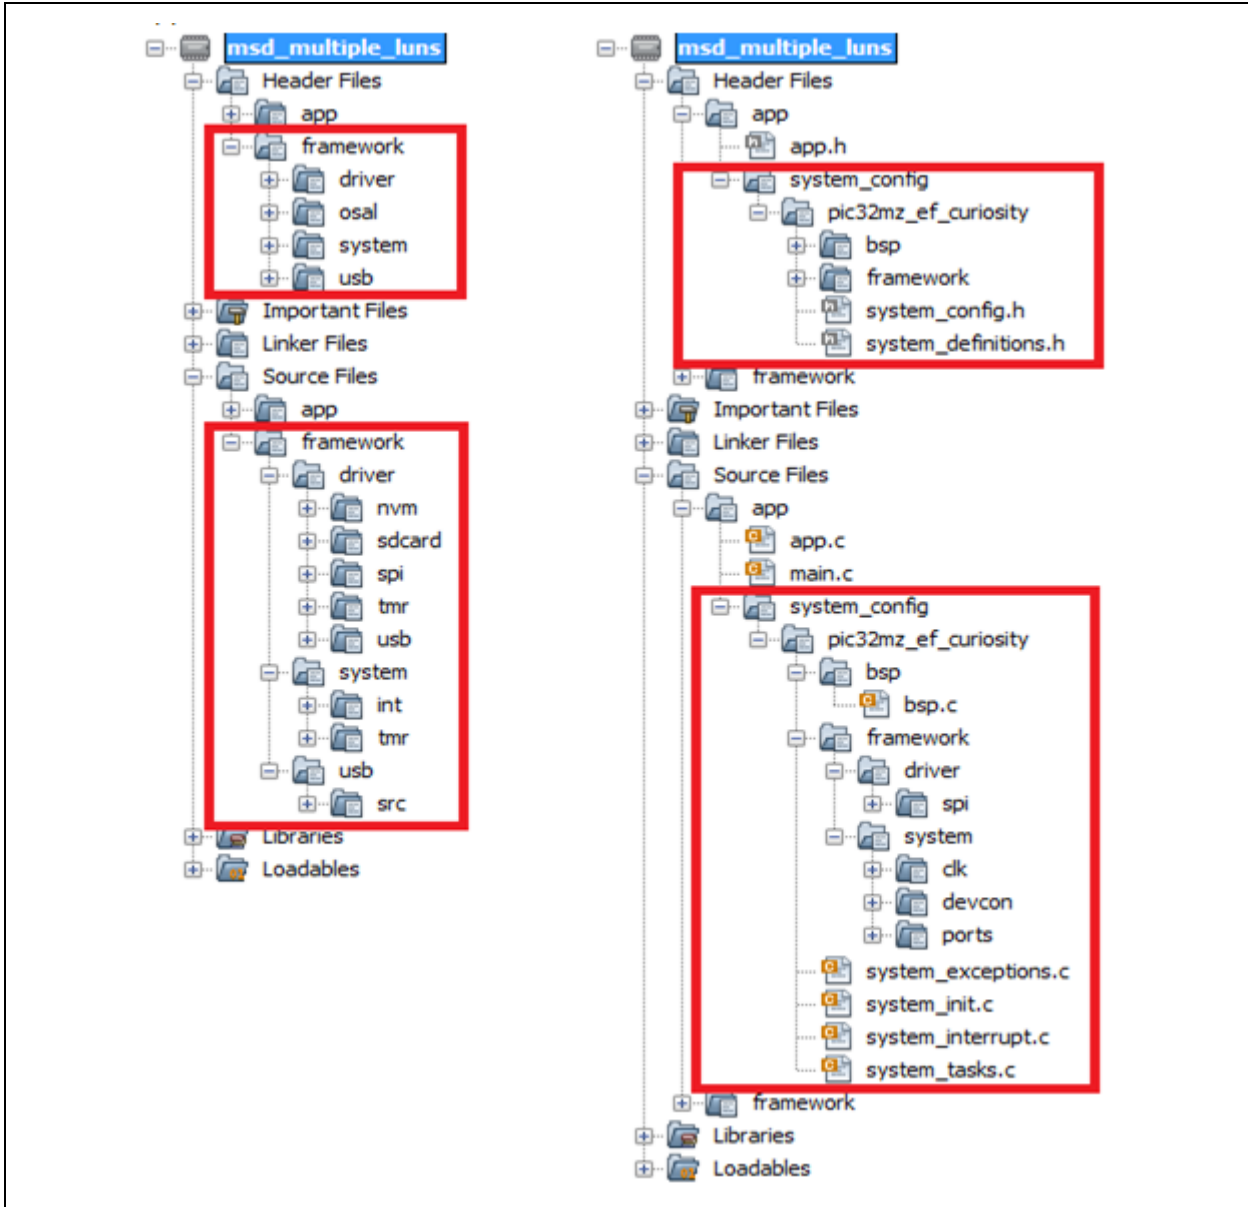 msd_multiple_luns
Header Files
app
framework
driver
osal
system
usb
Important Files
Linker Files
Source Files
app
framework
driver
nvm
sdcard
spi
tmr
usb
system
int
tmr
usb
src
Libraries
Loadables
msd_multiple_luns
Header Files
app
app.h
system_config
pic32mz_ef_curiosity
bsp
framework
system_config.h
system_definitions.h
framework
Important Files
Linker Files
Source Files
app
app.c
main.c
system_config
pic32mz_ef_curiosity
bsp
bsp.c
framework
driver
spi
system
clk
devcon
ports
system_exceptions.c
system_init.c
system_interrupt.c
system_tasks.c
framework
Libraries
Loadables